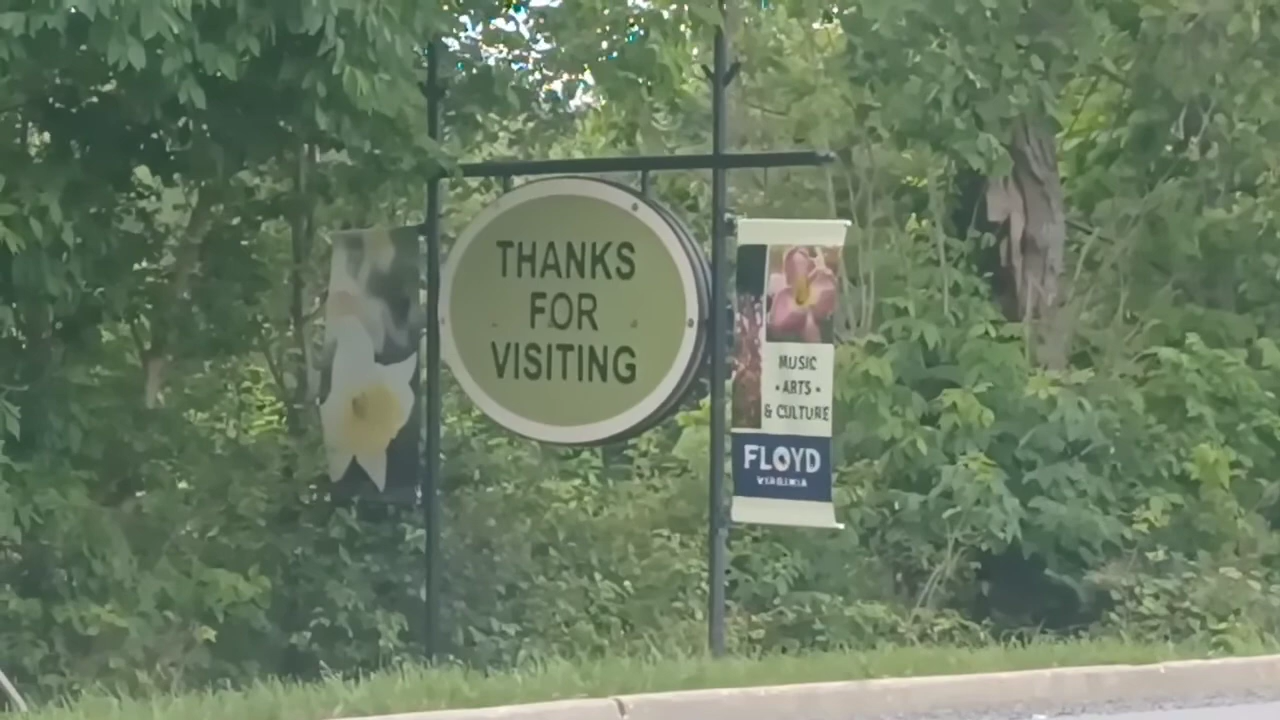 THANKS
FOR
VISITING
MUSIC
• ARTS •
& CULTURE
FLOYD
VIRGINIA